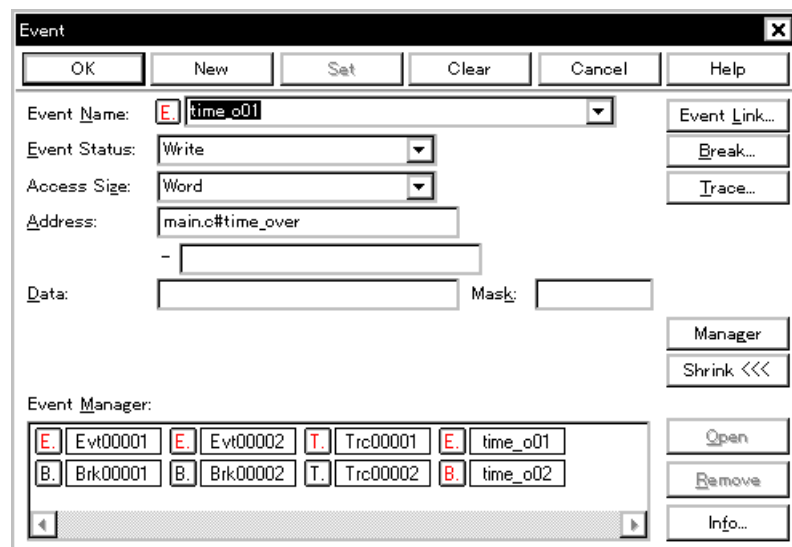 Event
OK New Set Clear Cancel Help
Event Name: E. time_o01 Event Link...
Event Status: Write Break...
Access Size: Word Trace...
Address: main.c#time_over
-
Data: Mask:
Manager
Shrink <<<
Event Manager:
E. Evt00001 E. Evt00002 T. Trc00001 E. time_o01 Open
B. Brk00001 B. Brk00002 T. Trc00002 B. time_o02 Remove
Info...